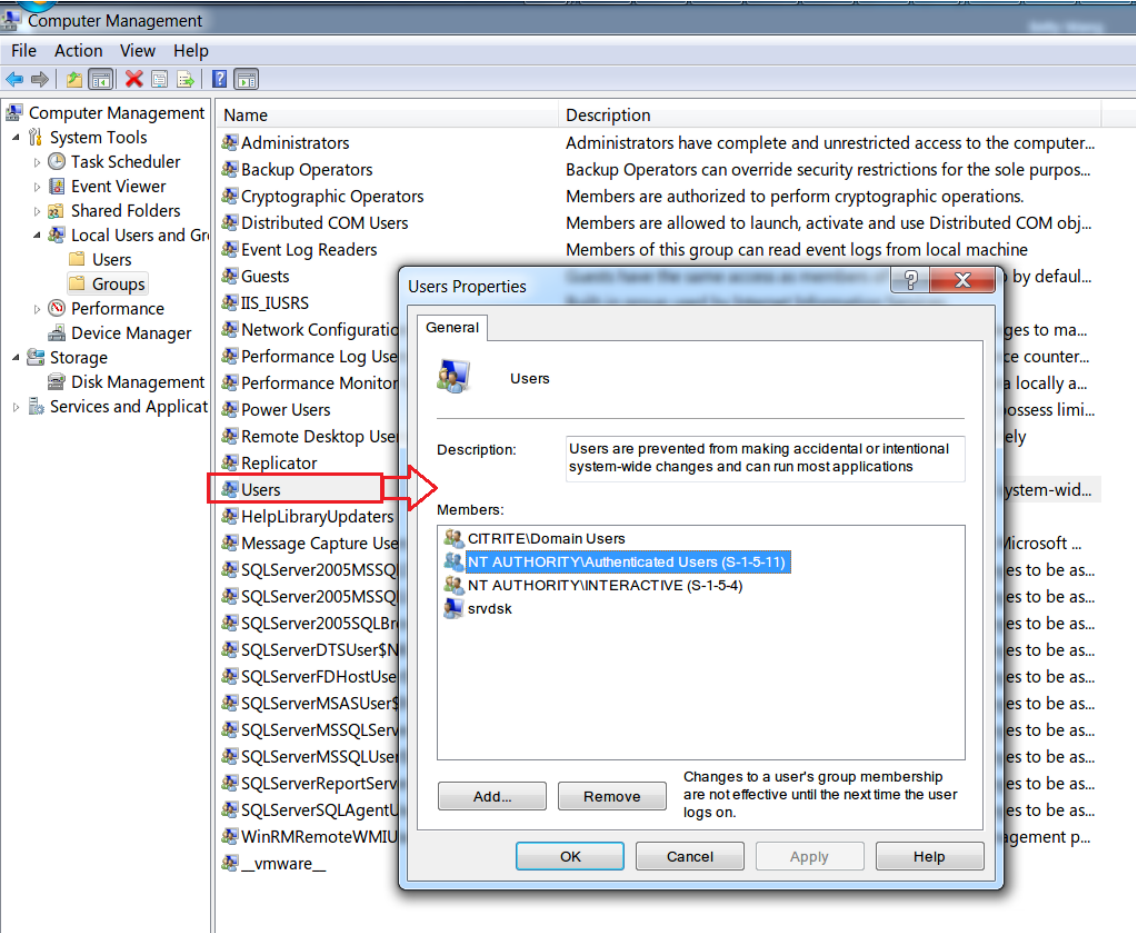 Computer Management
File Action View Help
Computer Management
System Tools
Task Scheduler
Event Viewer
Shared Folders
Local Users and Gr
Users
Groups
Performance
Device Manager
Storage
Disk Management
Services and Applicat
Name Description
Administrators Administrators have complete and unrestricted access to the computer...
Backup Operators Backup Operators can override security restrictions for the sole purpos...
Cryptographic Operators Members are authorized to perform cryptographic operations.
Distributed COM Users Members are allowed to launch, activate and use Distributed COM obj...
Event Log Readers Members of this group can read event logs from local machine
Guests Guests have the same access as members of by defaul...
IIS_IUSRS
Network Configuratio ges to ma...
Performance Log Use ce counter...
Performance Monitor a locally a...
Power Users ossess limi...
Remote Desktop User ely
Replicator
Users ystem-wid...
HelpLibraryUpdaters
Message Capture Use Microsoft ...
SQLServer2005MSSQ es to be as...
SQLServer2005MSSQ es to be as...
SQLServer2005SQLBr es to be as...
SQLServerDTSUser$N es to be as...
SQLServerFDHostUse es to be as...
SQLServerMSASUser$ es to be as...
SQLServerMSSQLServ es to be as...
SQLServerMSSQLUser es to be as...
SQLServerReportServ es to be as...
SQLServerSQLAgentU es to be as...
WinRMRemoteWMIU agement p...
__vmware__
Users Properties
General
Users
Description: Users are prevented from making accidental or intentional
system-wide changes and can run most applications
Members:
CITRITE\Domain Users
NT AUTHORITY\Authenticated Users (S-1-5-11)
NT AUTHORITY\INTERACTIVE (S-1-5-4)
srvdsk
Add... Remove
Changes to a user's group membership
are not effective until the next time the user
logs on.
OK Cancel Apply Help